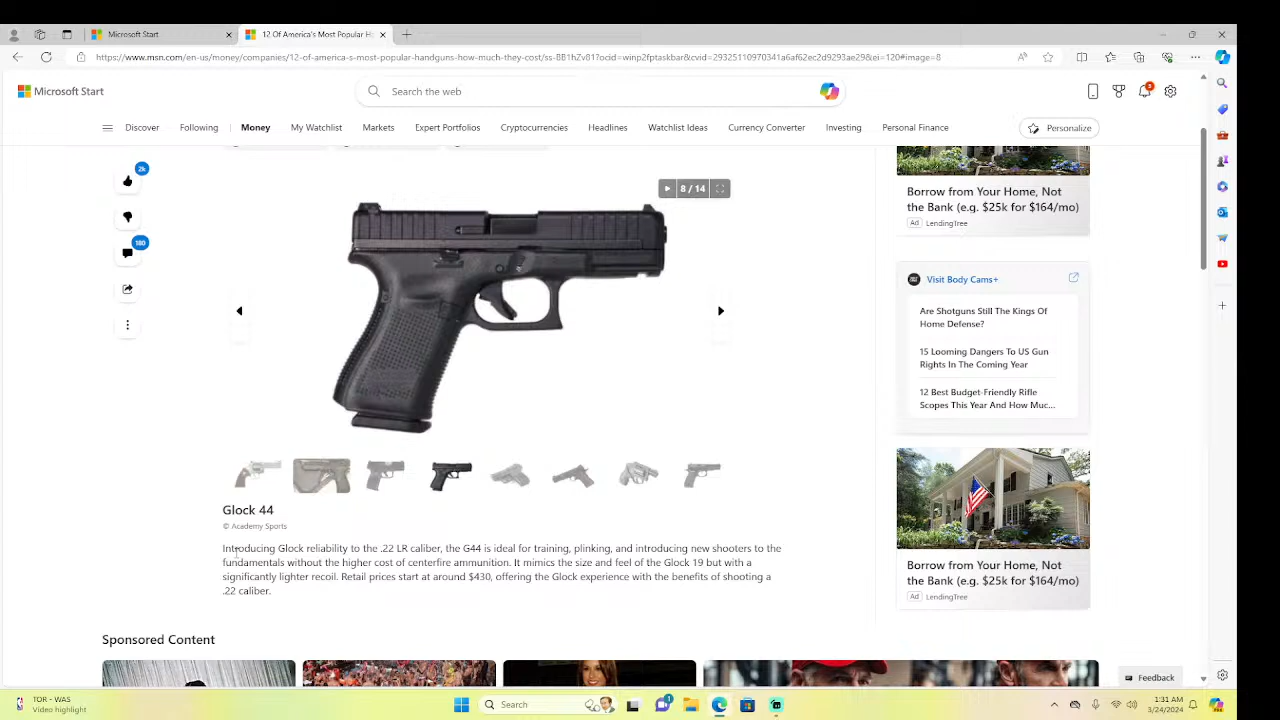 Microsoft Start
12 Of America's Most Popular H
https://www.msn.com/en-us/money/companies/12-of-america-s-most-popular-handguns-how-much-they-cost/ss-BB1hZv81?ocid=winp2fptaskbar&cvid=29325110970341a6af62ec2d9293ae29&ei=120#image=8
Microsoft Start
Search the web
3
Discover
Following
Money
My Watchlist
Markets
Expert Portfolios
Cryptocurrencies
Headlines
Watchlist Ideas
Currency Converter
Investing
Personal Finance
Personalize
2k
180
8 / 14
Glock 44
© Academy Sports
Introducing Glock reliability to the .22 LR caliber, the G44 is ideal for training, plinking, and introducing new shooters to the
fundamentals without the higher cost of centerfire ammunition. It mimics the size and feel of the Glock 19 but with a
significantly lighter recoil. Retail prices start at around $430, offering the Glock experience with the benefits of shooting a
.22 caliber.
Borrow from Your Home, Not
the Bank (e.g. $25k for $164/mo)
Ad LendingTree
Visit Body Cams+
Are Shotguns Still The Kings Of
Home Defense?
15 Looming Dangers To US Gun
Rights In The Coming Year
12 Best Budget-Friendly Rifle
Scopes This Year And How Muc...
Borrow from Your Home, Not
the Bank (e.g. $25k for $164/mo)
Ad LendingTree
Sponsored Content
Feedback
TOR - WAS
Video highlight
Search
1
1:31 AM
3/24/2024